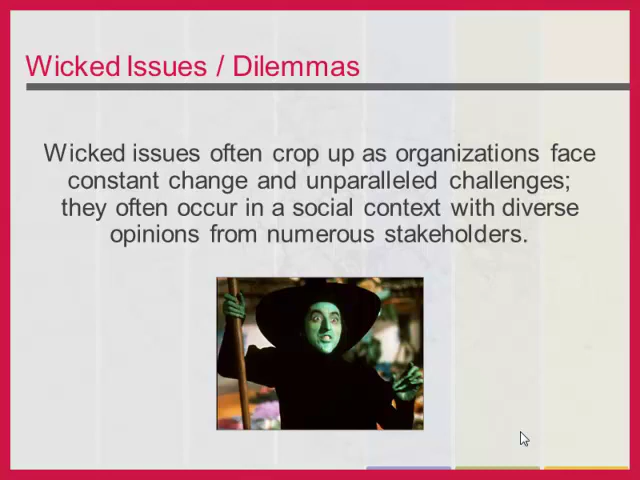 Wicked Issues / Dilemmas
Wicked issues often crop up as organizations face
constant change and unparalleled challenges;
they often occur in a social context with diverse
opinions from numerous stakeholders.